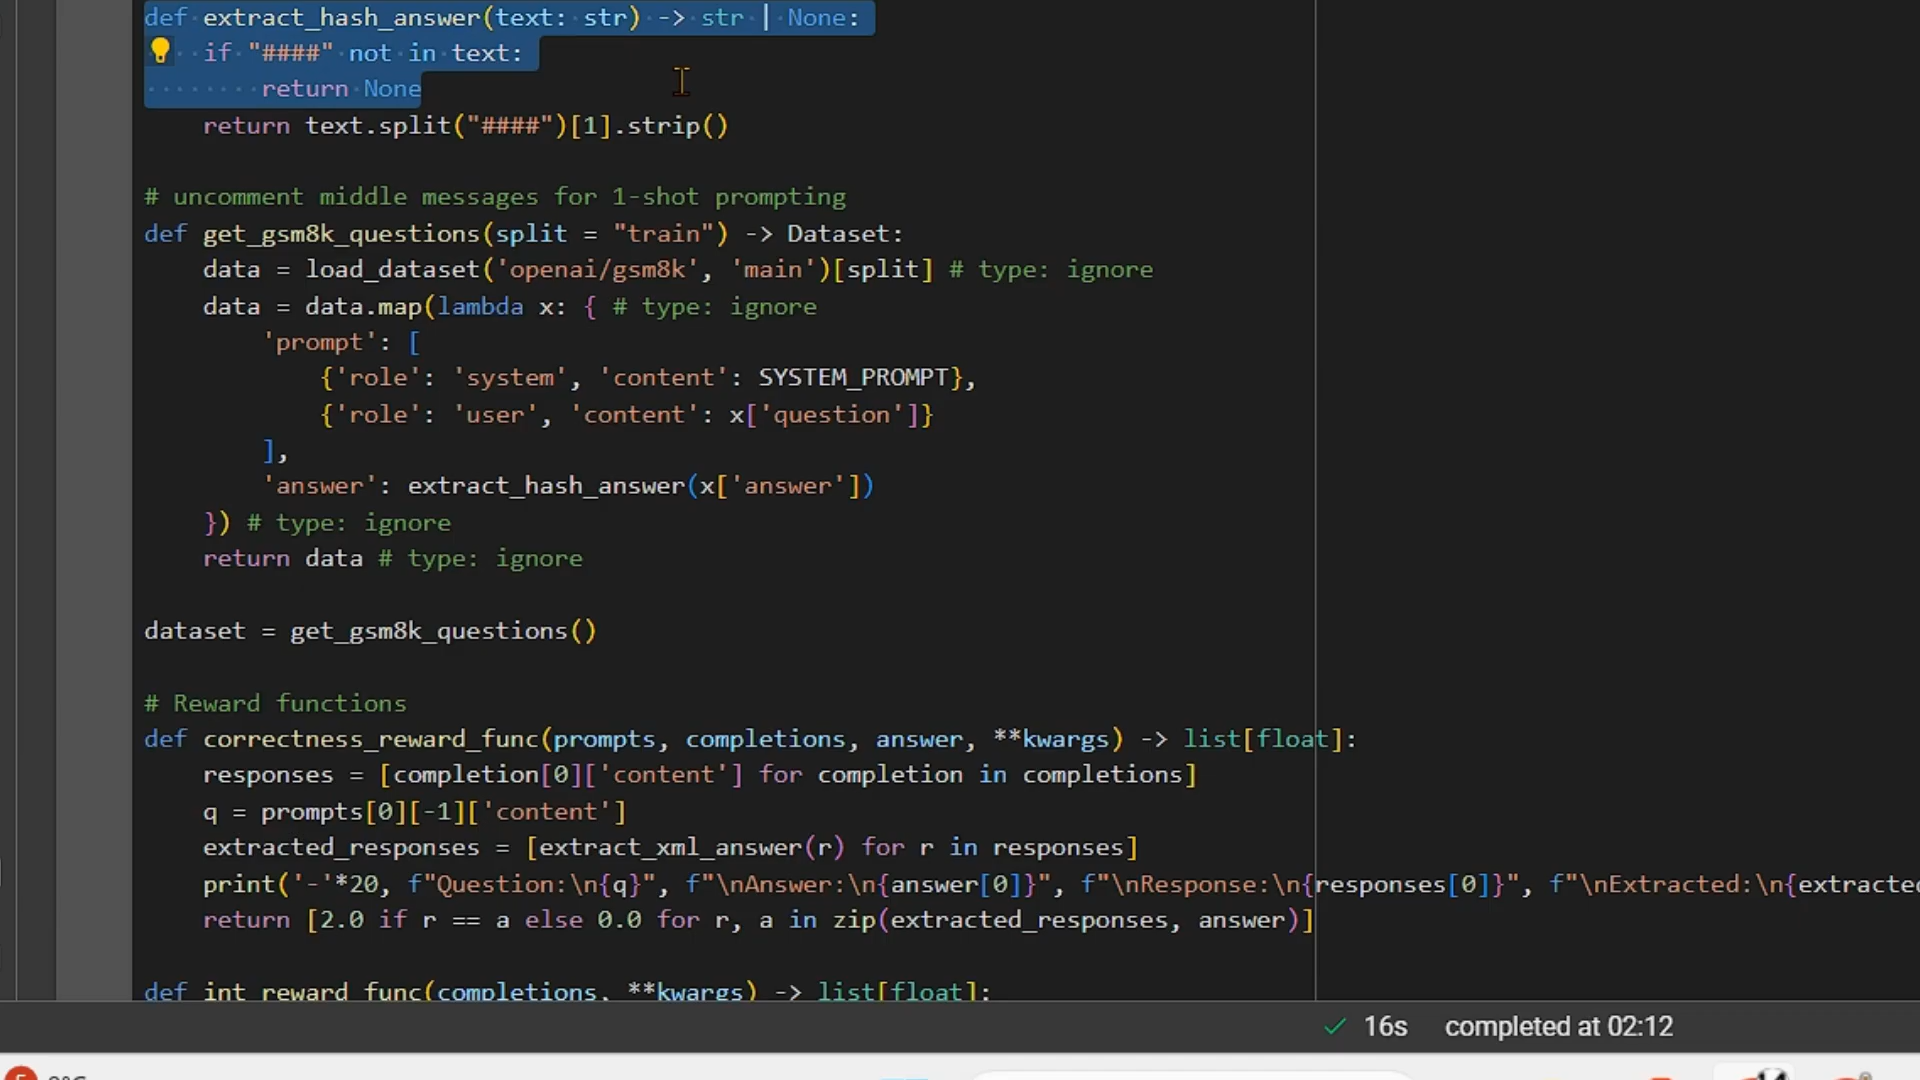 def extract_hash_answer(text: str) -> str | None:
    if "####" not in text:
        return None
    return text.split("####")[1].strip()

# uncomment middle messages for 1-shot prompting
def get_gsm8k_questions(split = "train") -> Dataset:
    data = load_dataset('openai/gsm8k', 'main')[split] # type: ignore
    data = data.map(lambda x: { # type: ignore
        'prompt': [
            {'role': 'system', 'content': SYSTEM_PROMPT},
            {'role': 'user', 'content': x['question']}
        ],
        'answer': extract_hash_answer(x['answer'])
    }) # type: ignore
    return data # type: ignore

dataset = get_gsm8k_questions()

# Reward functions
def correctness_reward_func(prompts, completions, answer, **kwargs) -> list[float]:
    responses = [completion[0]['content'] for completion in completions]
    q = prompts[0][-1]['content']
    extracted_responses = [extract_xml_answer(r) for r in responses]
    print('-'*20, f"Question:\n{q}", f"\nAnswer:\n{answer[0]}", f"\nResponse:\n{responses[0]}", f"\nExtracted:\n{extracted
    return [2.0 if r == a else 0.0 for r, a in zip(extracted_responses, answer)]

def int_reward_func(completions, **kwargs) -> list[float]:
16s completed at 02:12